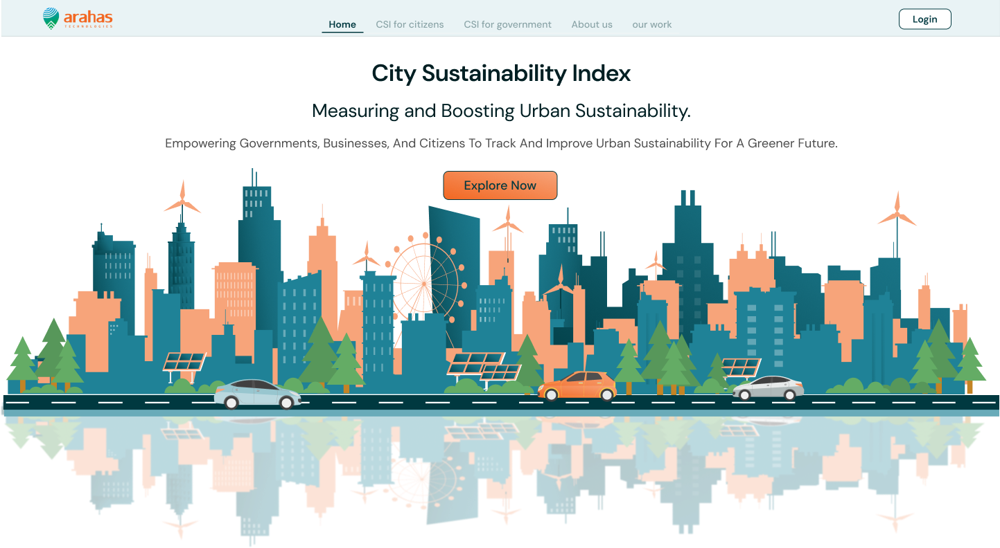 arahas
TECHNOLOGIES
Home
CSI for citizens
CSI for government
About us
our work
Login
City Sustainability Index
Measuring and Boosting Urban Sustainability.
Empowering Governments, Businesses, And Citizens To Track And Improve Urban Sustainability For A Greener Future.
Explore Now